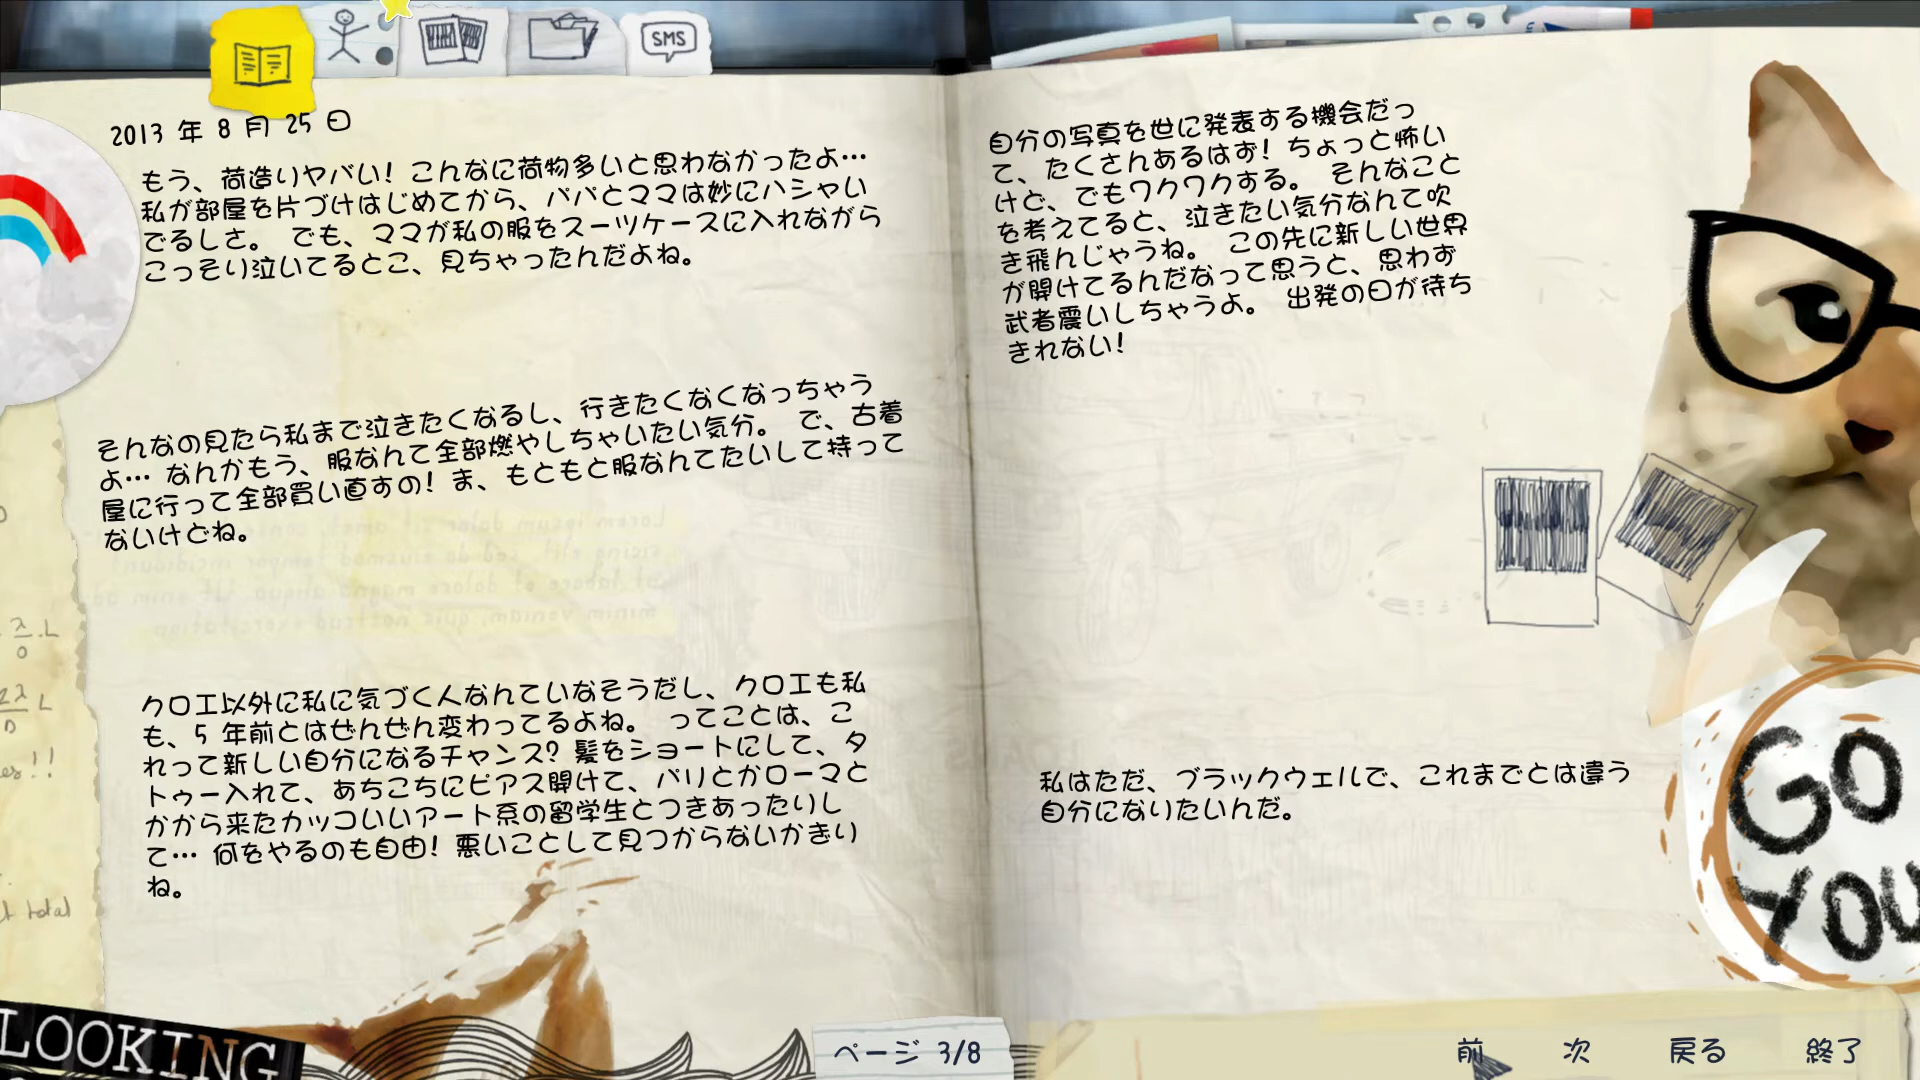 SMS
2013 年 8 月 25 日
もう、荷造りヤバい! こんなに荷物多いと思わなかったよ…
私が部屋を片づけはじめてから、パパとママは妙にハシャい
でるしさ。 でも、ママが私の服をスーツケースに入れながら
こっそり泣いてるとこ、見ちゃったんだよね。
そんなの見たら私まで泣きたくなるし、行きたくなくなっちゃう
よ… なんかもう、服なんて全部燃やしちゃいたい気分。 で、古着
屋に行って全部買い直すの! ま、もともと服なんてたいして持って
ないけどね。
クロエ以外に私に気づく人なんていなそうだし、クロエも私
も、5 年前とはぜんぜん変わってるよね。 ってことは、こ
れって新しい自分になるチャンス? 髪をショートにして、タ
トゥー入れて、あちこちにピアス開けて、パリとかローマと
かから来たカッコいいアート系の留学生とつきあったりし
て… 何をやるのも自由! 悪いことして見つからないかぎり
ね。
自分の写真を世に発表する機会だっ
て、たくさんあるはず! ちょっと怖い
けど、でもワクワクする。 そんなこと
を考えてると、泣きたい気分なんて吹
き飛んじゃうね。 この先に新しい世界
が開けてるんだなって思うと、思わず
武者震いしちゃうよ。 出発の日が待ち
きれない!
私はただ、ブラックウェルで、これまでとは違う
自分になりたいんだ。
GO
YOU
LOOKING
total
ページ 3/8
前 次 戻る 終了